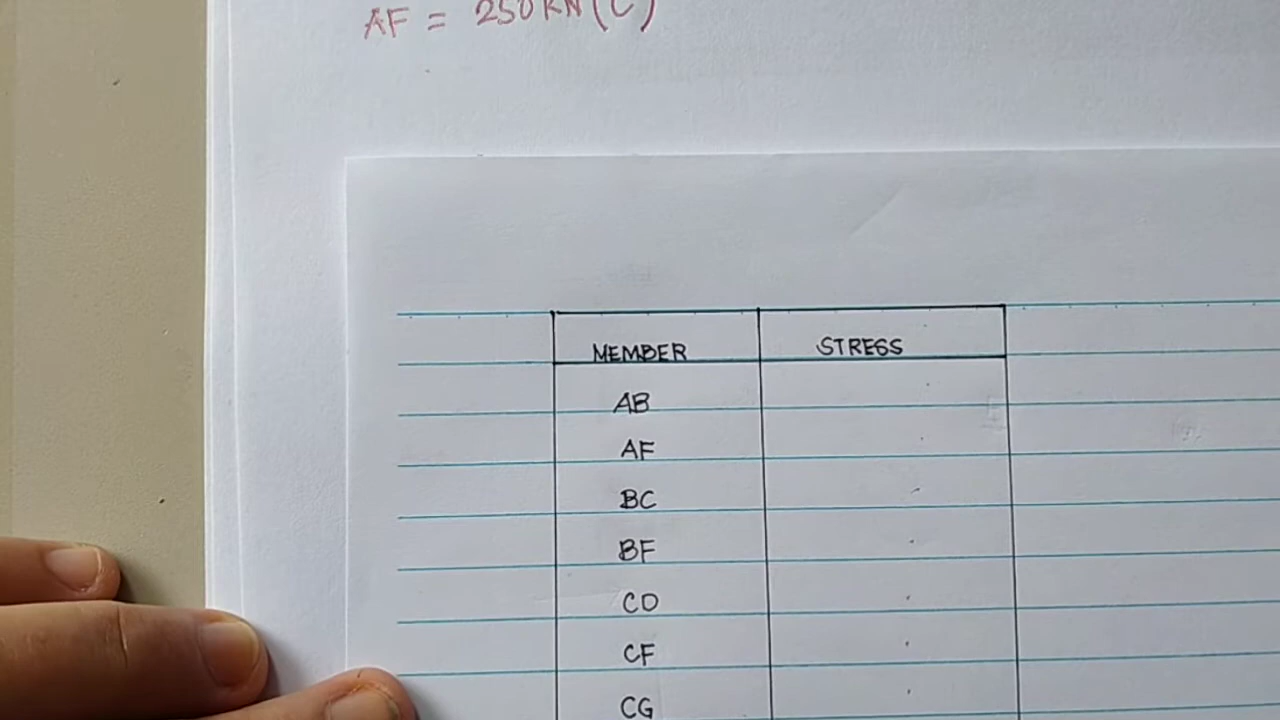 AF = 250 KN (C)
MEMBER STRESS
AB
AF
BC
BF
CD
CF
CG